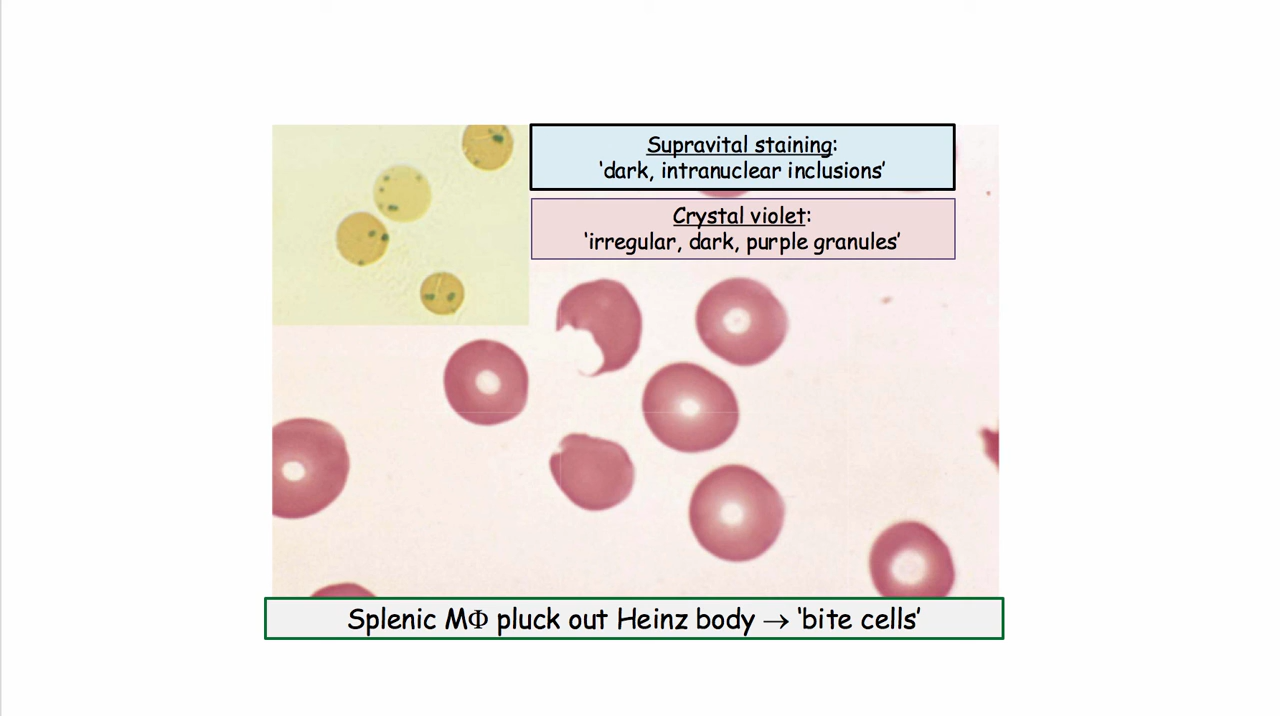 Supravital staining:
‘dark, intranuclear inclusions’
Crystal violet:
‘irregular, dark, purple granules’
Splenic MΦ pluck out Heinz body → ‘bite cells’